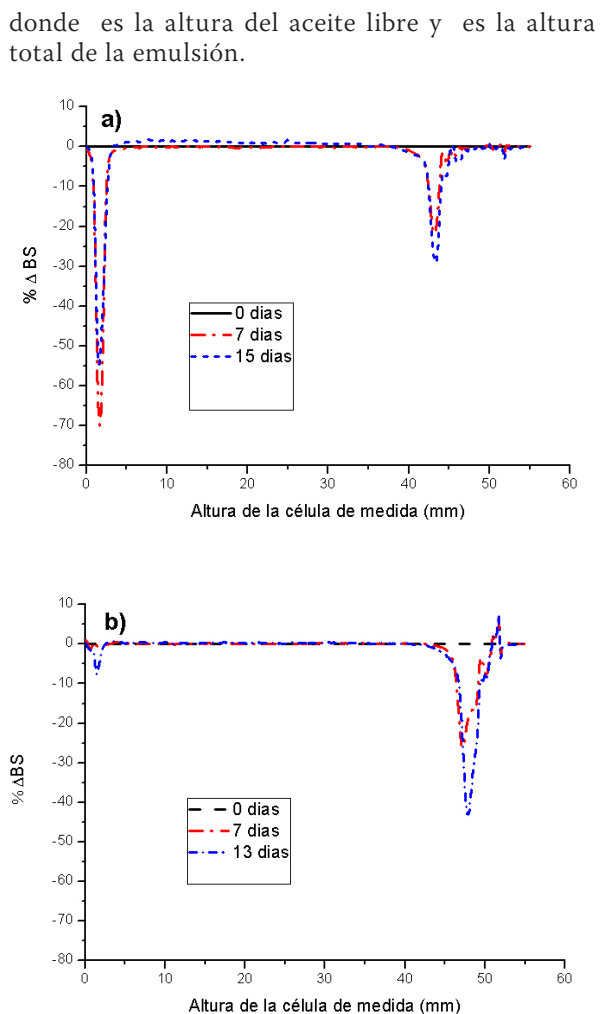 donde es la altura del aceite libre y es la altura
total de la emulsión.
a)
10
0
-10
-20
-30
-40
-50
-60
-70
-80
% Δ BS
0 dias
7 dias
15 dias
0 10 20 30 40 50 60
Altura de la célula de medida (mm)
b)
10
0
-10
-20
-30
-40
-50
-60
-70
-80
% ΔBS
0 dias
7 dias
13 dias
0 10 20 30 40 50 60
Altura de la célula de medida (mm)